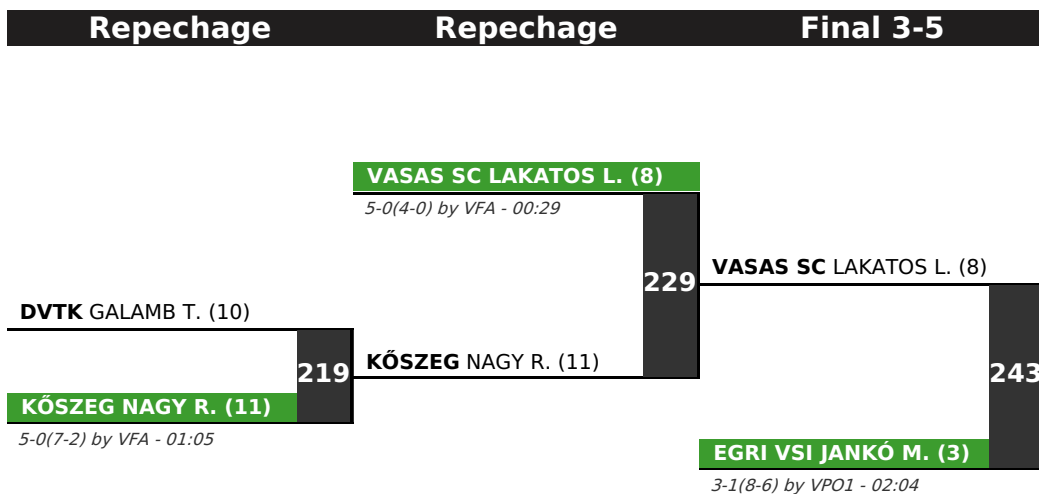 Repechage Repechage Final 3-5
VASAS SC LAKATOS L. (8)
5-0(4-0) by VFA - 00:29
229
VASAS SC LAKATOS L. (8)
DVTK GALAMB T. (10)
KŐSZEG NAGY R. (11)
219
243
KŐSZEG NAGY R. (11)
5-0(7-2) by VFA - 01:05
EGRI VSI JANKÓ M. (3)
3-1(8-6) by VPO1 - 02:04